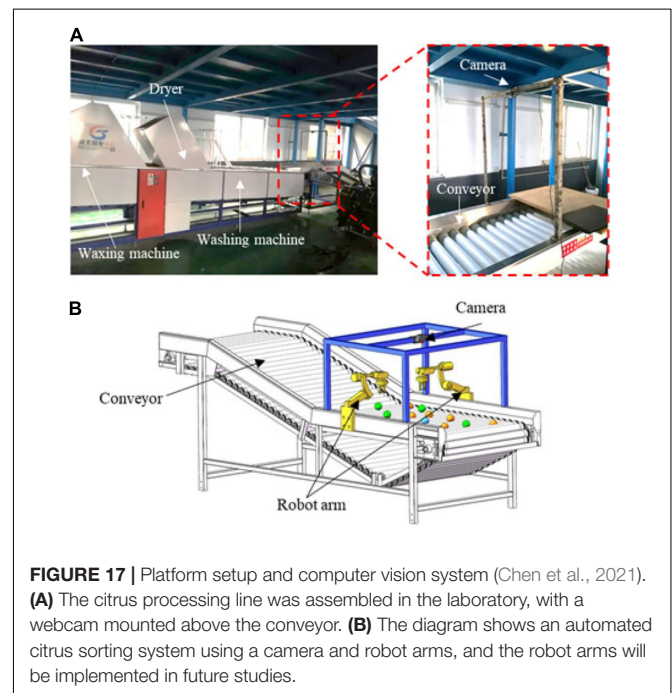 A
Dryer
Camera
Conveyor
Washing machine
Waxing machine
B
Camera
Conveyor
Robot arm
FIGURE 17 | Platform setup and computer vision system (Chen et al., 2021).
(A) The citrus processing line was assembled in the laboratory, with a
webcam mounted above the conveyor. (B) The diagram shows an automated
citrus sorting system using a camera and robot arms, and the robot arms will
be implemented in future studies.